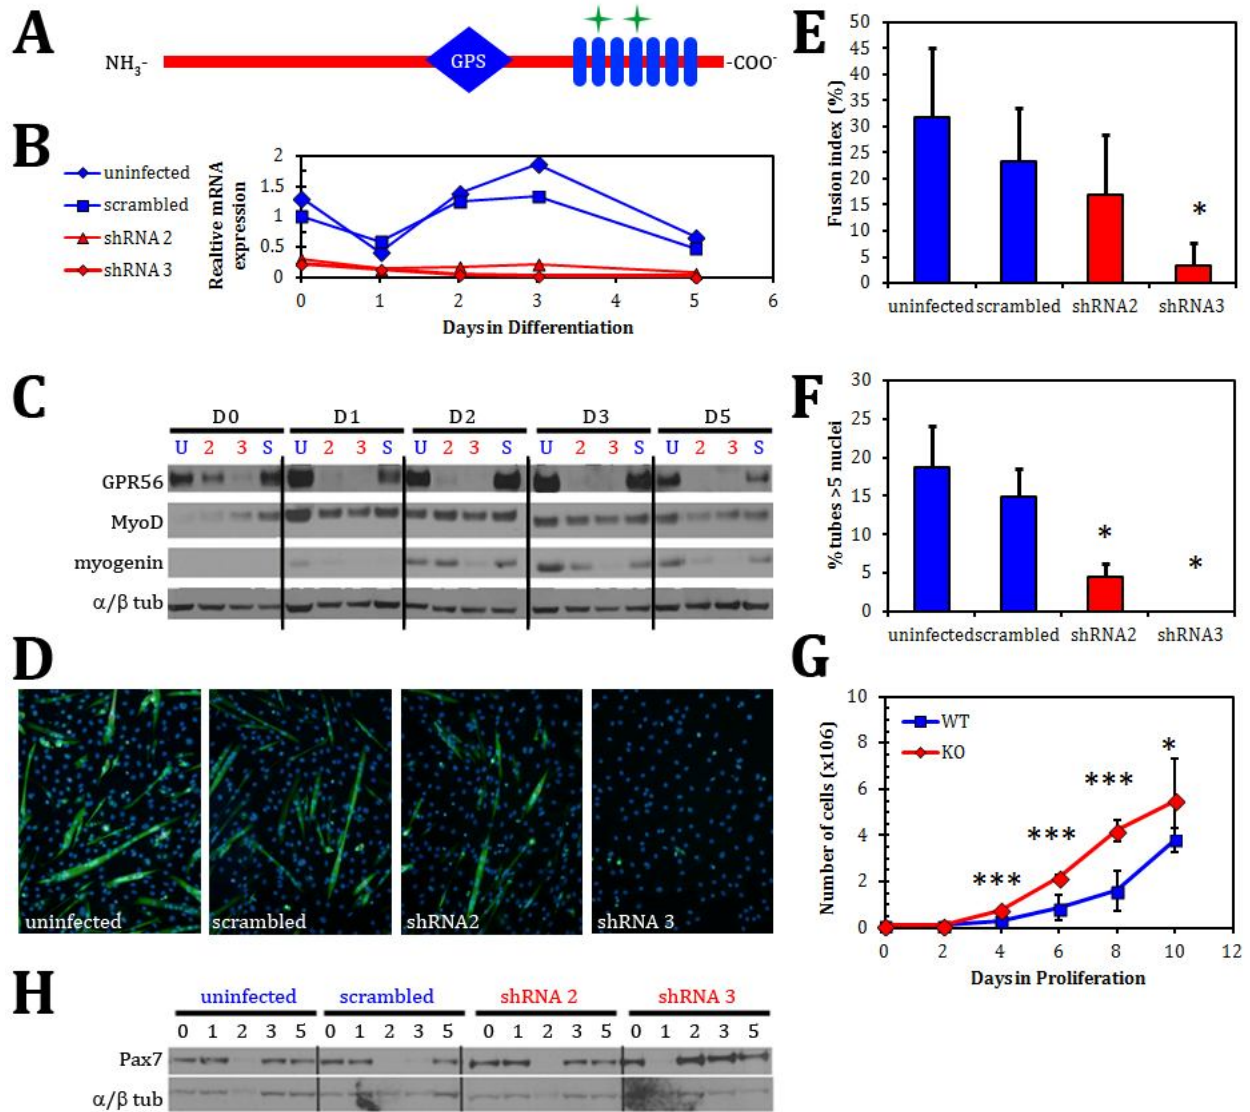 A
NH3-
GPS
-COO-
B
uninfected
scrambled
shRNA 2
shRNA 3
Realtive mRNA
expression
2
1.5
1
0.5
0
0 1 2 3 4 5 6
Days in Differentiation
C
D0 D1 D2 D3 D5
U 2 3 S U 2 3 S U 2 3 S U 2 3 S U 2 3 S
GPR56
MyoD
myogenin
α/β tub
D
uninfected
scrambled
shRNA2
shRNA 3
E
Fusion index (%)
50
45
40
35
30
25
20
15
10
5
0
*
uninfected scrambled shRNA2 shRNA3
F
% tubes >5 nuclei
30
25
20
15
10
5
0
* *
uninfected scrambled shRNA2 shRNA3
G
Number of cells (x106)
10
8
6
4
2
0
WT
KO
***
***
***
*
0 2 4 6 8 10 12
Days in Proliferation
H
uninfected scrambled shRNA 2 shRNA 3
0 1 2 3 5 0 1 2 3 5 0 1 2 3 5 0 1 2 3 5
Pax7
α/β tub